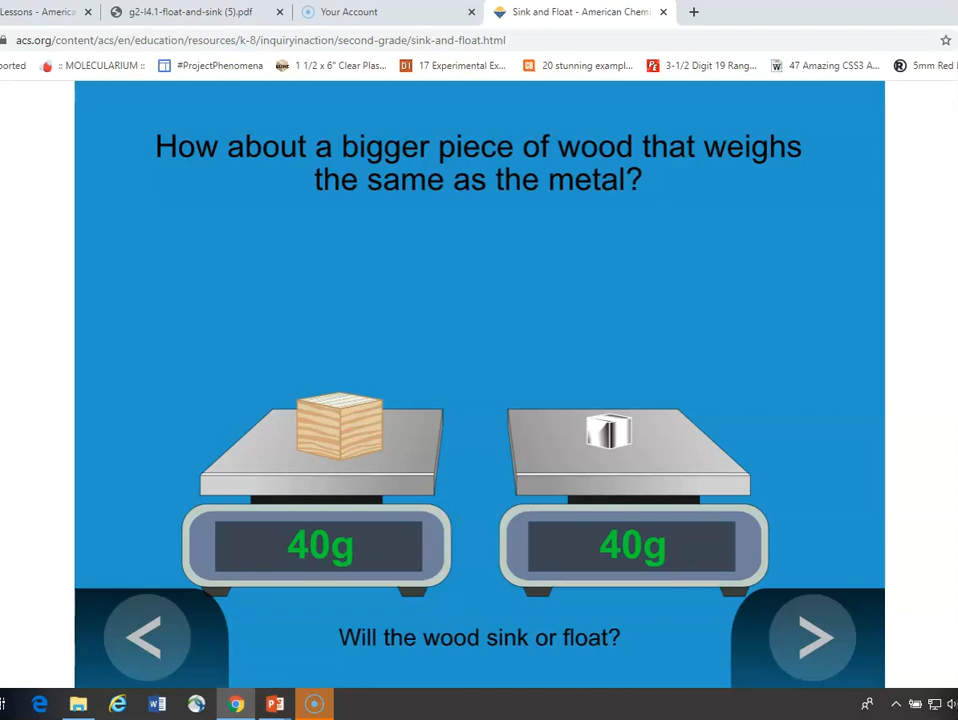 Lessons - America
g2-l4.1-float-and-sink (5).pdf
Your Account
Sink and Float - American Chemi
acs.org/content/acs/en/education/resources/k-8/inquiryinaction/second-grade/sink-and-float.html
orted
:: MOLECULARIUM ::
#ProjectPhenomena
1 1/2 x 6" Clear Plas...
17 Experimental Ex...
20 stunning exampl...
3-1/2 Digit 19 Rang...
47 Amazing CSS3 A...
5mm Red
How about a bigger piece of wood that weighs
the same as the metal?
40g
40g
Will the wood sink or float?